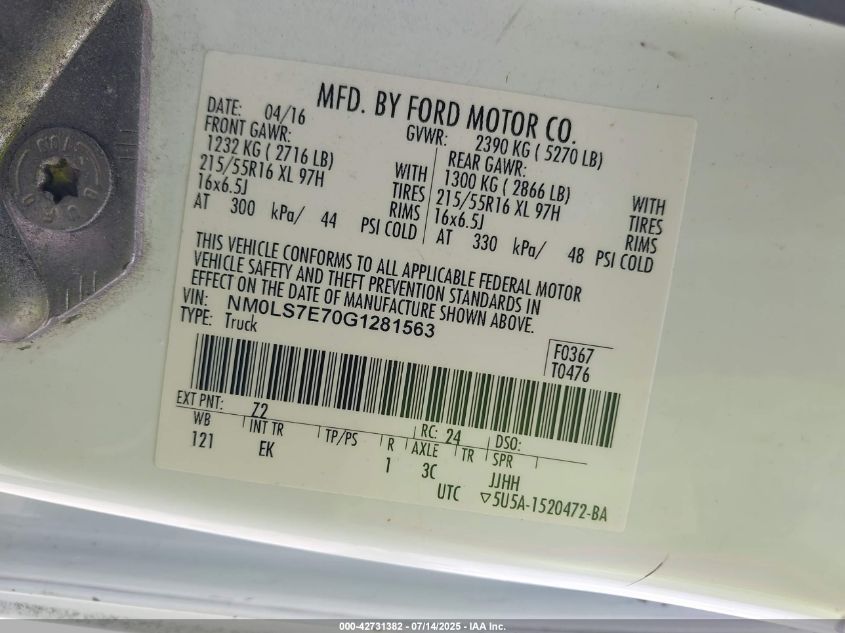 MFD. BY FORD MOTOR CO.
DATE: 04/16 GVWR: 2390 KG ( 5270 LB)
FRONT GAWR: REAR GAWR:
1232 KG ( 2716 LB) WITH 1300 KG ( 2866 LB) WITH
215/55R16 XL 97H TIRES 215/55R16 XL 97H TIRES
16x6.5J RIMS 16x6.5J RIMS
AT 300 kPa/ 44 PSI COLD AT 330 kPa/ 48 PSI COLD
THIS VEHICLE CONFORMS TO ALL APPLICABLE FEDERAL MOTOR
VEHICLE SAFETY AND THEFT PREVENTION STANDARDS IN
EFFECT ON THE DATE OF MANUFACTURE SHOWN ABOVE.
VIN: NM0LS7E70G1281563
TYPE: Truck
F0367
T0476
EXT PNT: Z2 RC: 24 DSO:
WB INT TR TP/PS R AXLE TR SPR
121 EK 1 3C JJHH
UTC ▽5U5A-1520472-BA
000-42731382 - 07/14/2025 - IAA Inc.